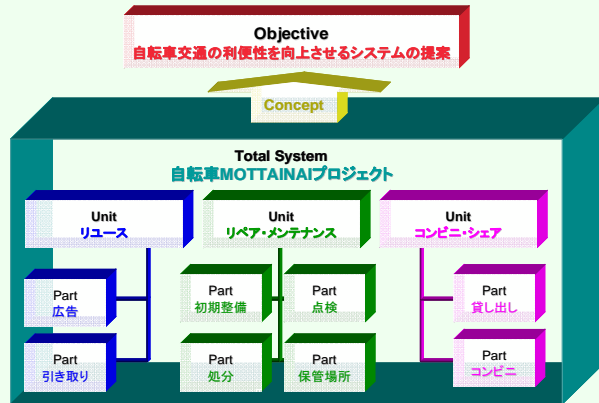 Objective
自転車交通の利便性を向上させるシステムの提案
Concept
Total System
自転車MOTTAINAIプロジェクト
Unit
リユース
Unit
リペア・メンテナンス
Unit
コンビニ・シェア
Part
広告
Part
初期整備
Part
点検
Part
貸し出し
Part
引き取り
Part
処分
Part
保管場所
Part
コンビニ